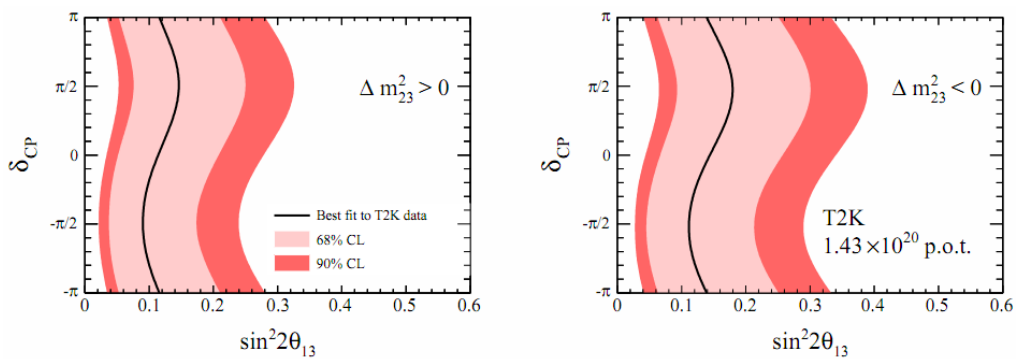 π
π/2
0
-π/2
-π
δCP
Δ m²₂₃ > 0
Best fit to T2K data
68% CL
90% CL
0 0.1 0.2 0.3 0.4 0.5 0.6
sin²2θ₁₃
π
π/2
0
-π/2
-π
δCP
Δ m²₂₃ < 0
T2K
1.43 ×10²⁰ p.o.t.
0 0.1 0.2 0.3 0.4 0.5 0.6
sin²2θ₁₃